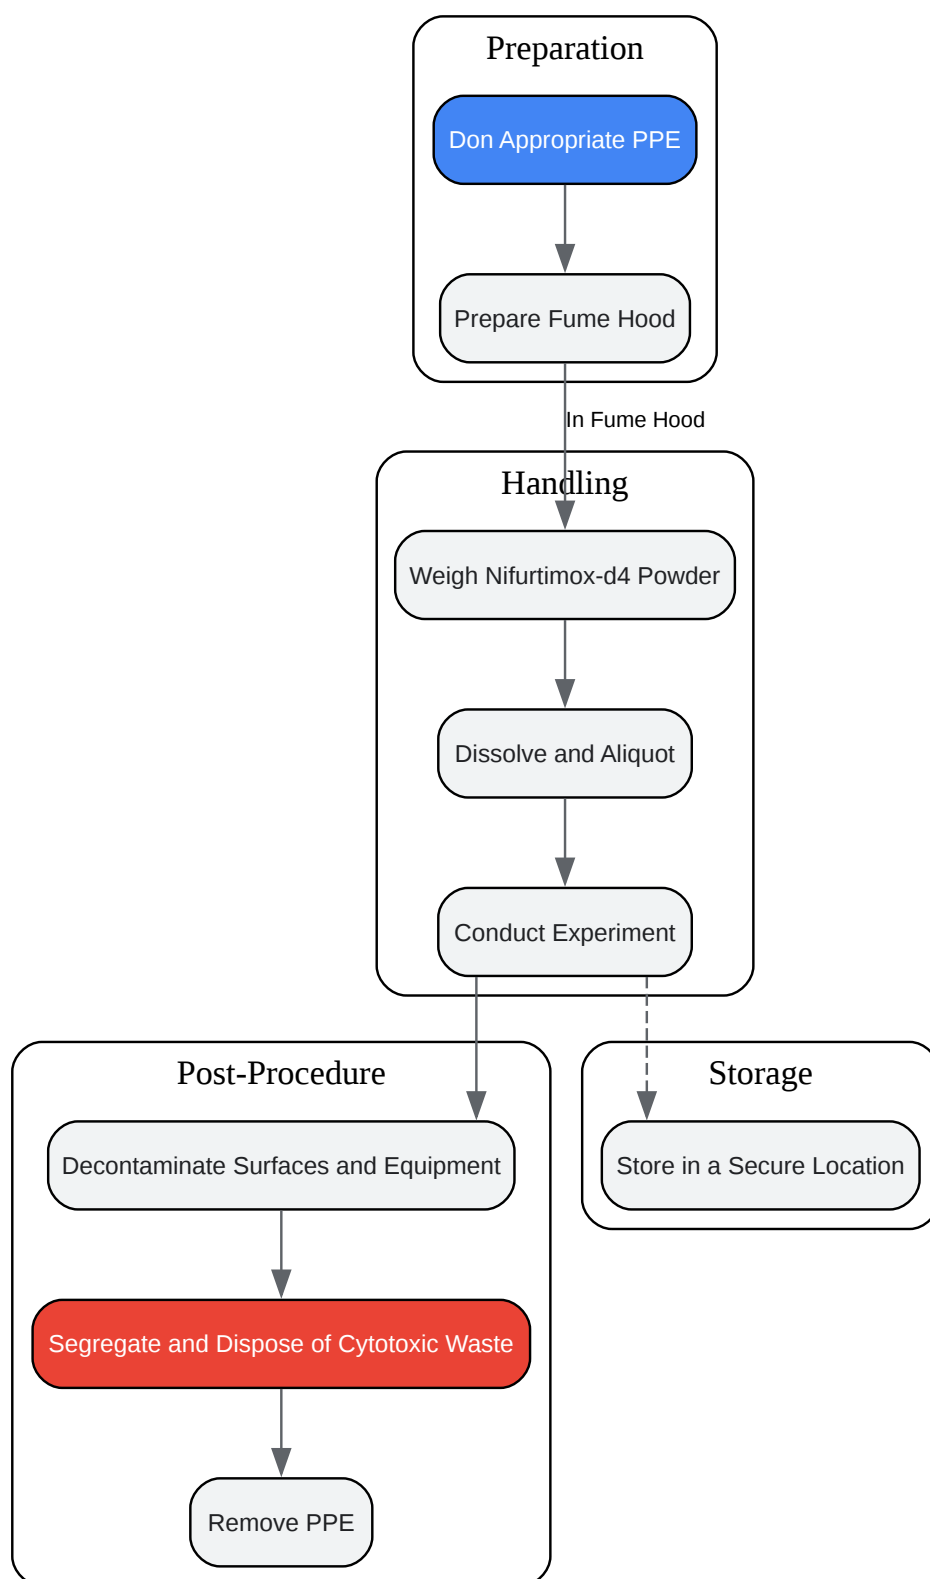 Preparation
Don Appropriate PPE
Prepare Fume Hood
In Fume Hood
Handling
Weigh Nifurtimox-d4 Powder
Dissolve and Aliquot
Conduct Experiment
Post-Procedure
Decontaminate Surfaces and Equipment
Segregate and Dispose of Cytotoxic Waste
Remove PPE
Storage
Store in a Secure Location